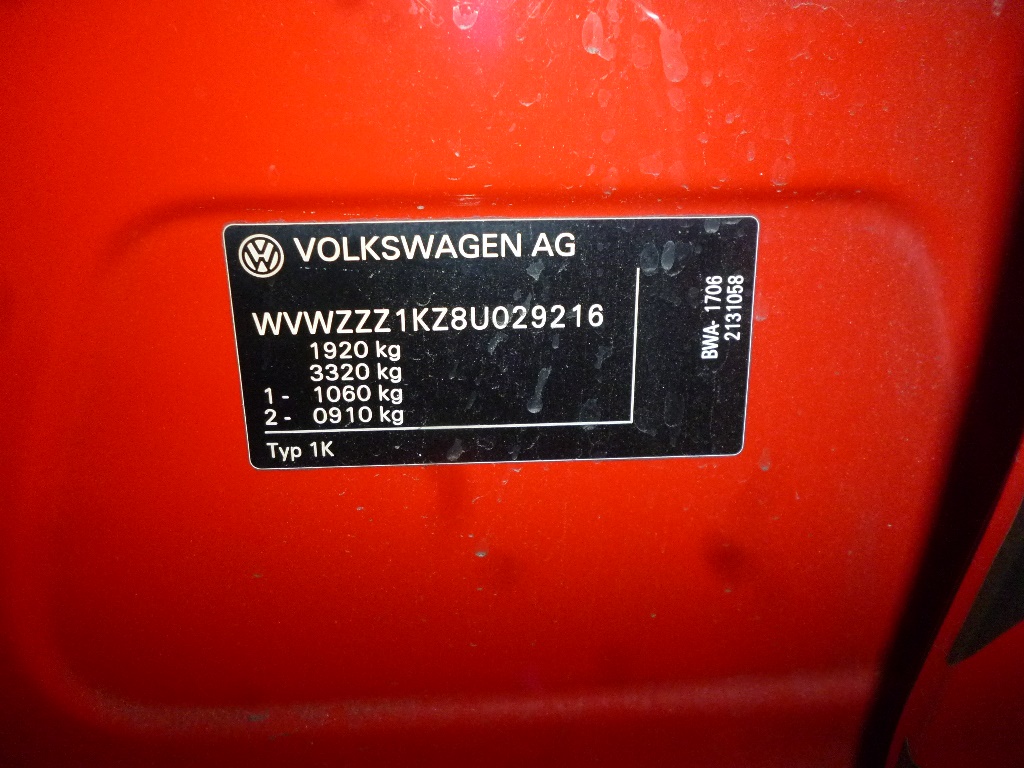 VOLKSWAGEN AG
WVWZZZ1KZ8U029216
1920 kg
3320 kg
1 - 1060 kg
2 - 0910 kg
Typ 1K
BWA- 1706
2131058